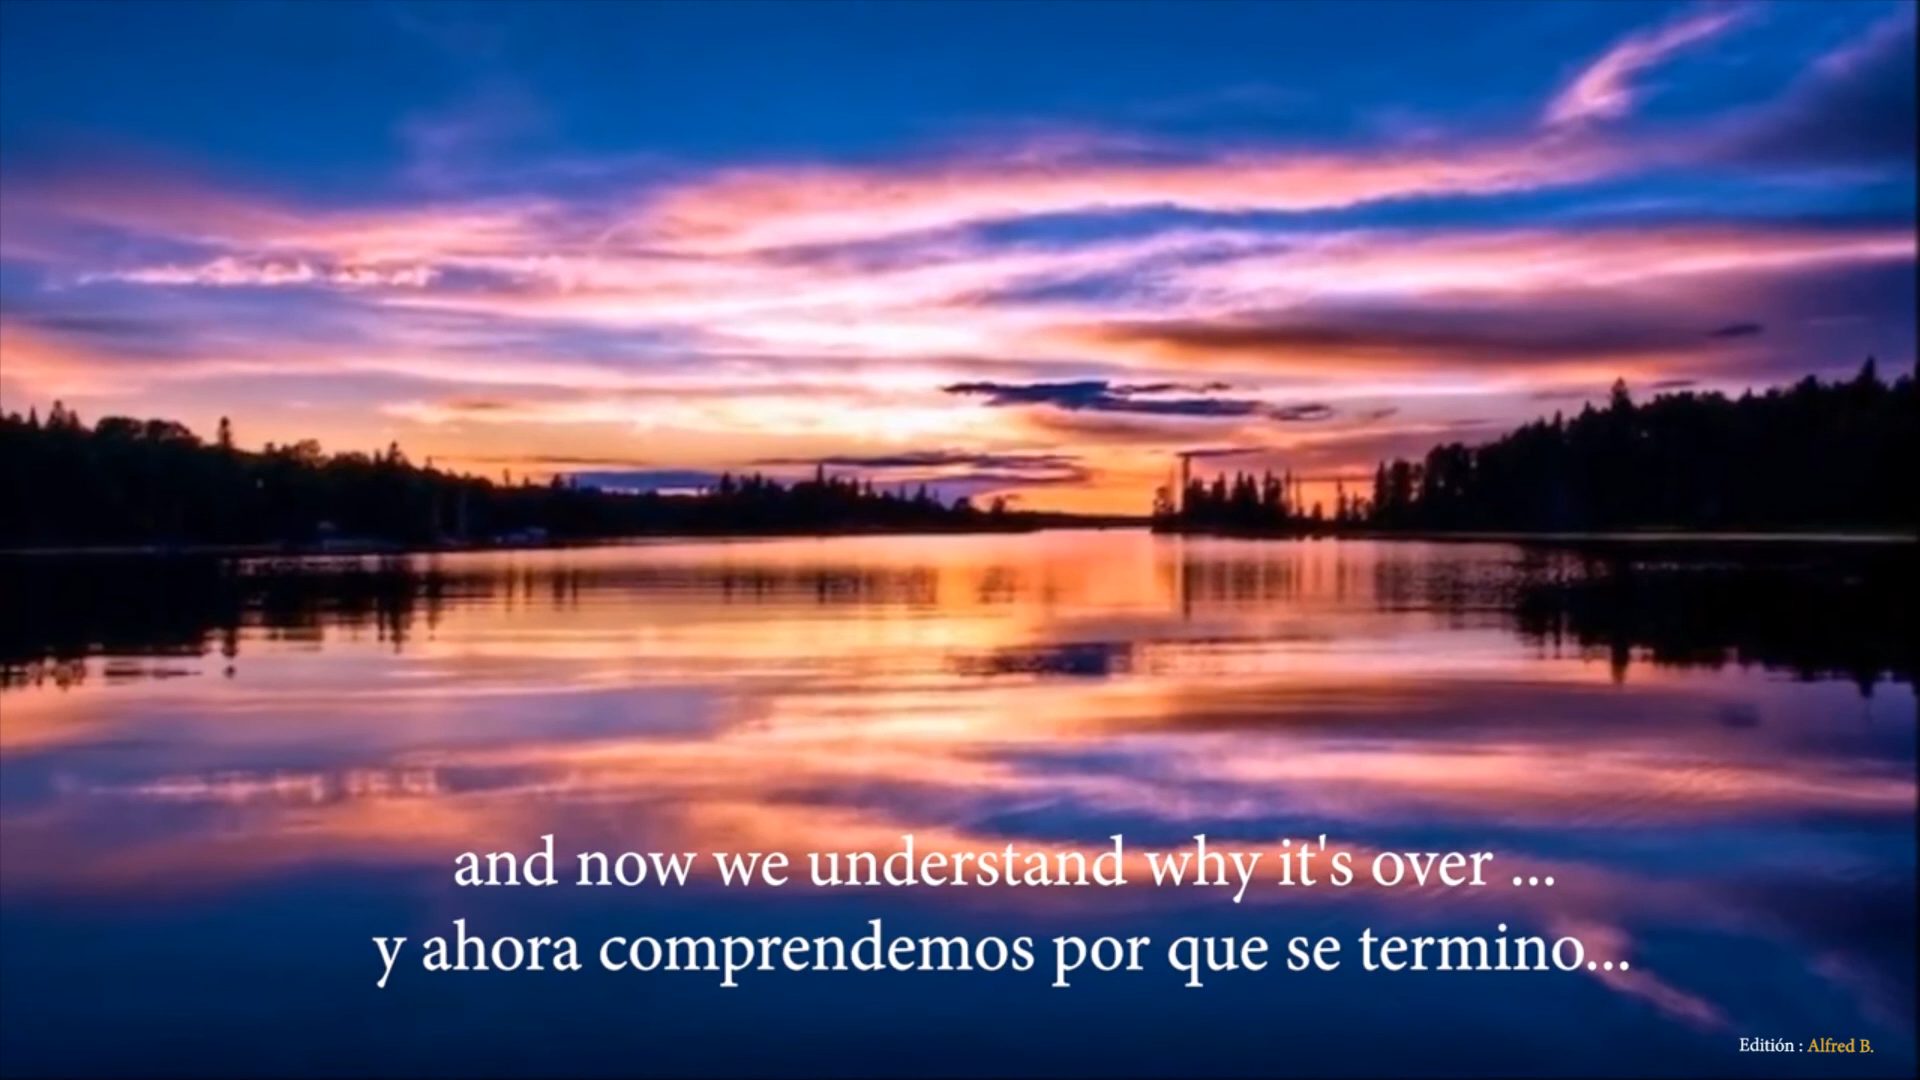 and now we understand why it's over ...
y ahora comprendemos por que se termino...
Editión : Alfred B.